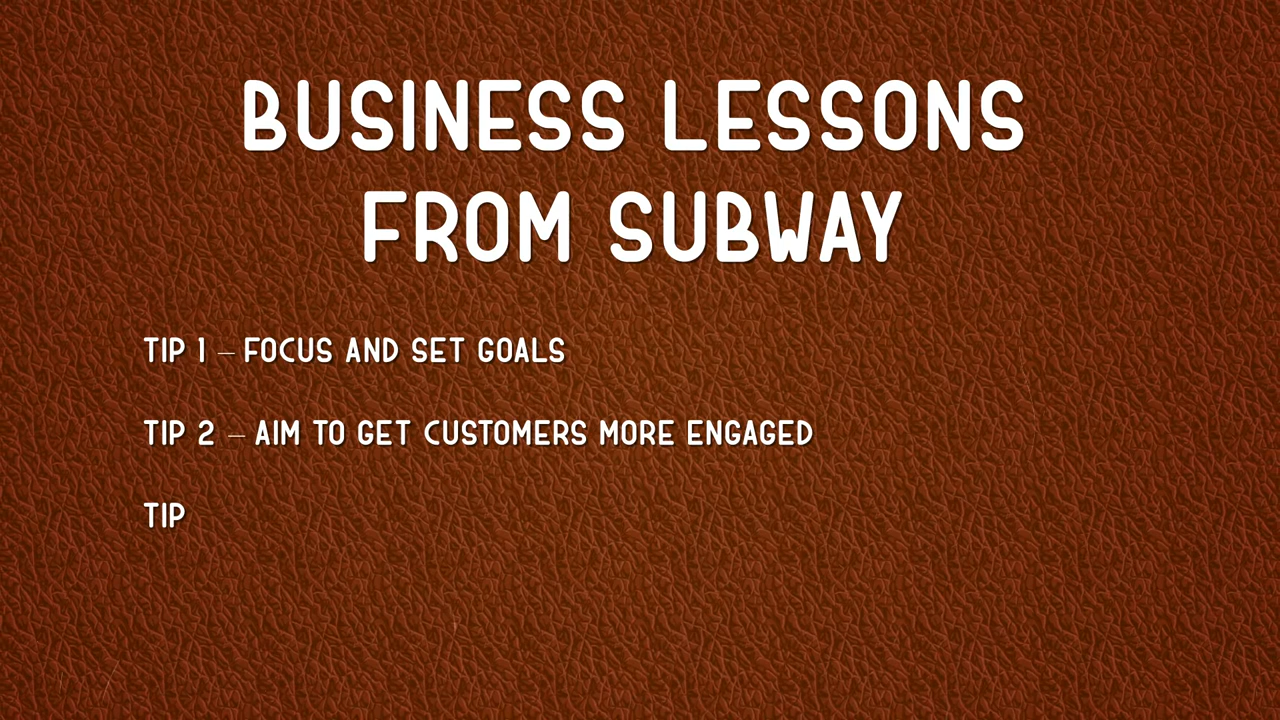 BUSINESS LESSONS
FROM SUBWAY
TIP 1 – FOCUS AND SET GOALS
TIP 2 – AIM TO GET CUSTOMERS MORE ENGAGED
TIP